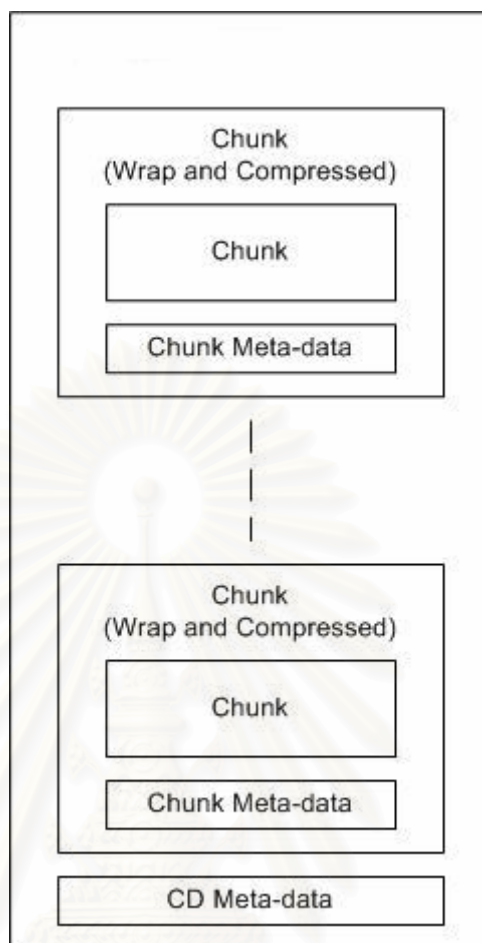 Chunk
(Wrap and Compressed)
Chunk
Chunk Meta-data
Chunk
(Wrap and Compressed)
Chunk
Chunk Meta-data
CD Meta-data